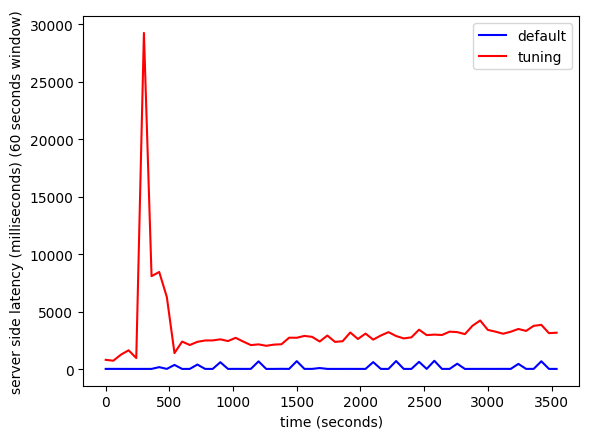 server side latency (milliseconds) (60 seconds window)
30000
25000
20000
15000
10000
5000
0
default
tuning
0 500 1000 1500 2000 2500 3000 3500
time (seconds)